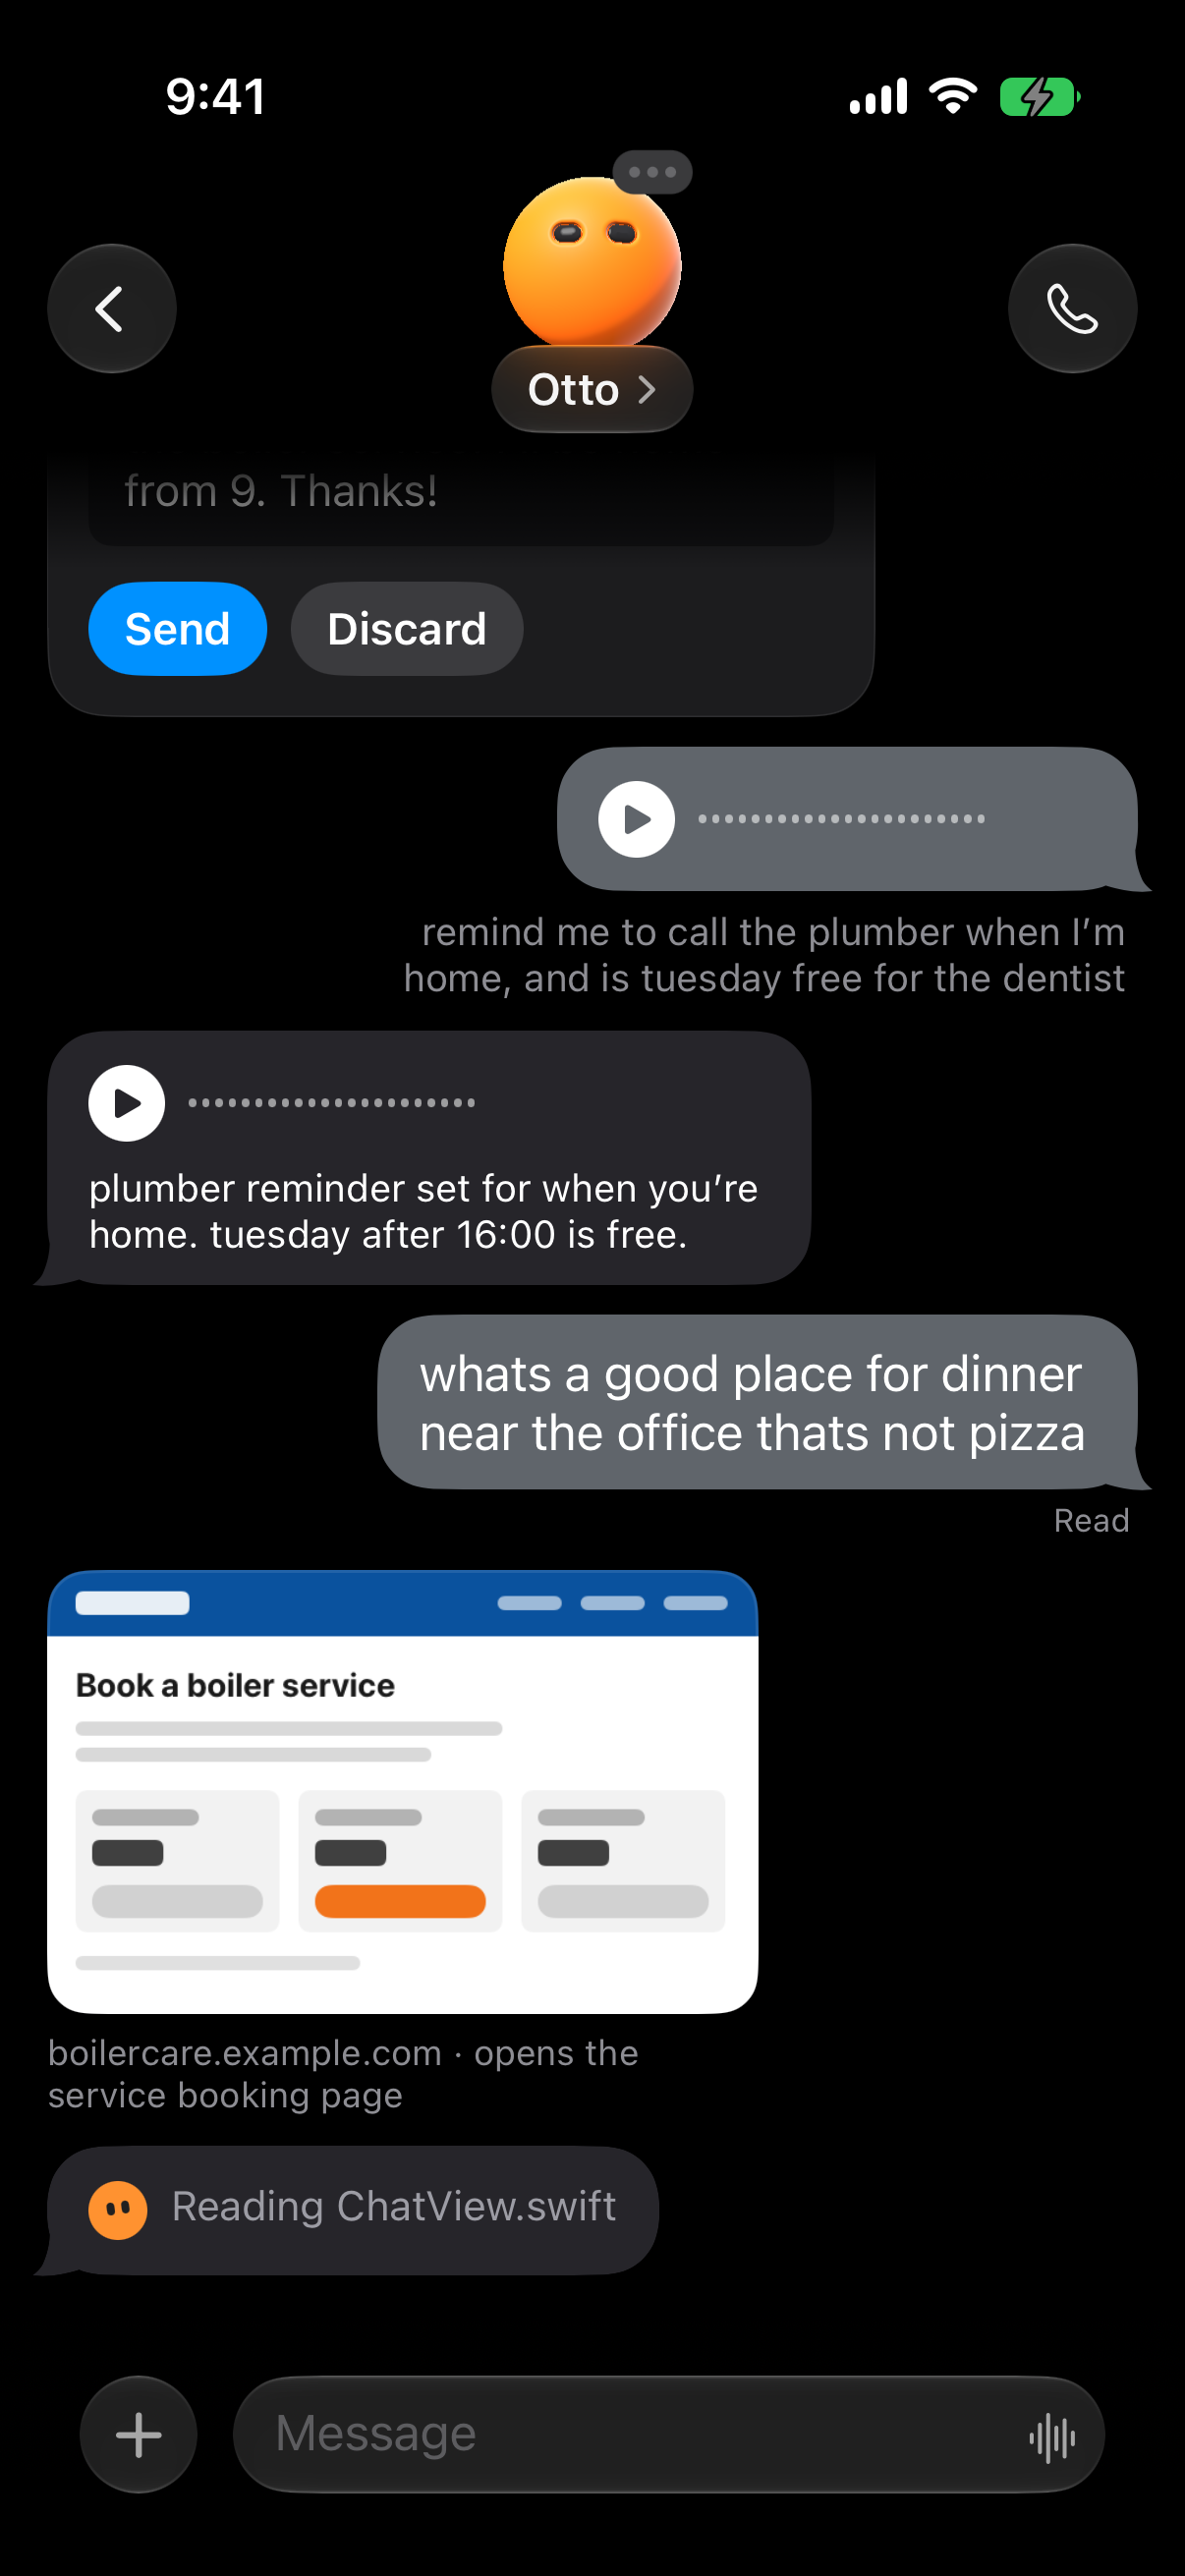 9:41
Otto
from 9. Thanks!
Send
Discard
remind me to call the plumber when I’m
home, and is tuesday free for the dentist
plumber reminder set for when you’re
home. tuesday after 16:00 is free.
whats a good place for dinner
near the office thats not pizza
Read
Book a boiler service
boilercare.example.com · opens the
service booking page
Reading ChatView.swift
Message